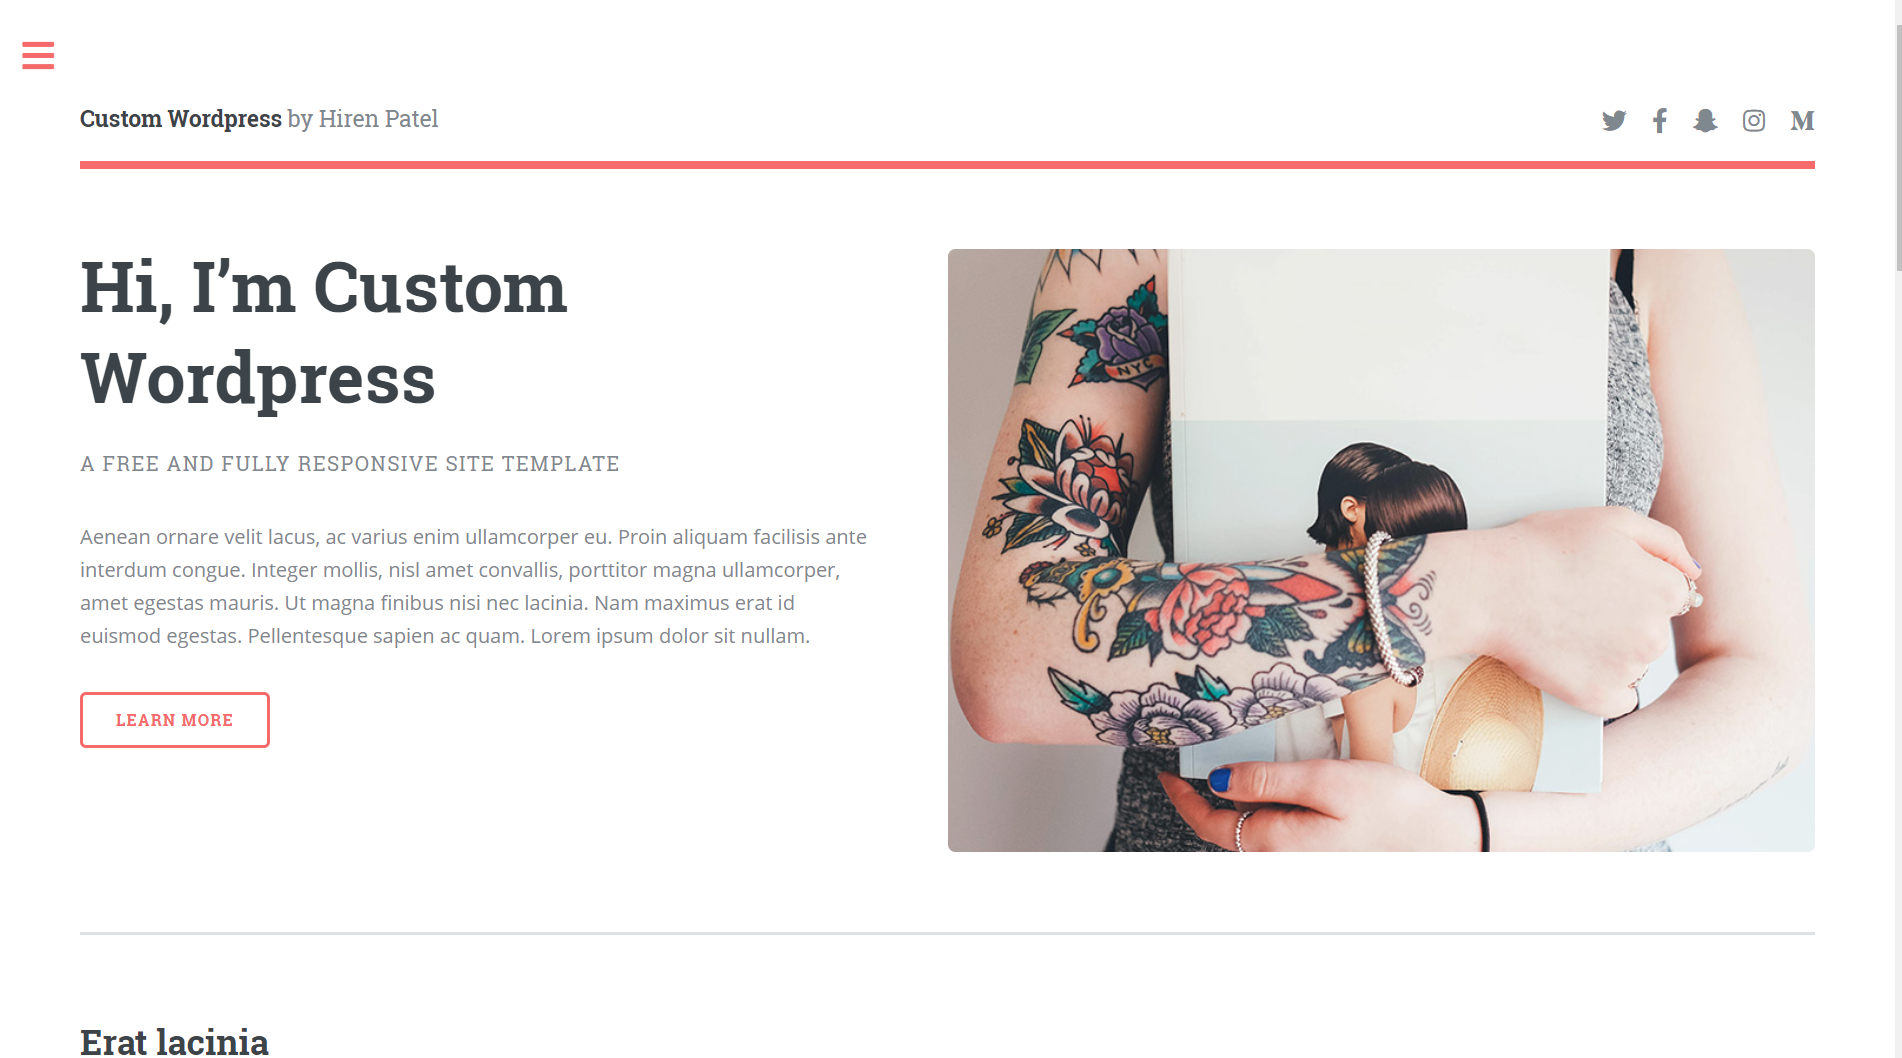 Custom Wordpress by Hiren Patel
Hi, I’m Custom
Wordpress
A FREE AND FULLY RESPONSIVE SITE TEMPLATE
Aenean ornare velit lacus, ac varius enim ullamcorper eu. Proin aliquam facilisis ante
interdum congue. Integer mollis, nisl amet convallis, porttitor magna ullamcorper,
amet egestas mauris. Ut magna finibus nisi nec lacinia. Nam maximus erat id
euismod egestas. Pellentesque sapien ac quam. Lorem ipsum dolor sit nullam.
LEARN MORE
NYC
Erat lacinia